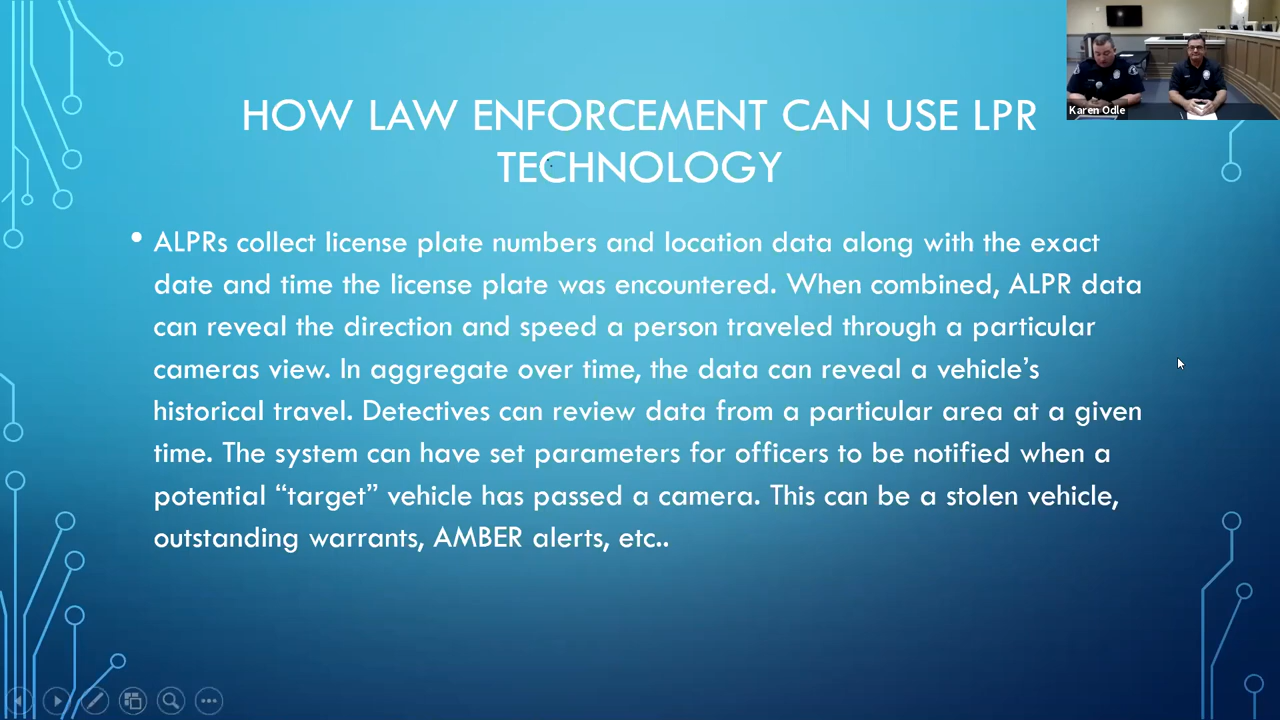 Karen Odle
HOW LAW ENFORCEMENT CAN USE LPR
TECHNOLOGY
• ALPRs collect license plate numbers and location data along with the exact
date and time the license plate was encountered. When combined, ALPR data
can reveal the direction and speed a person traveled through a particular
cameras view. In aggregate over time, the data can reveal a vehicle’s
historical travel. Detectives can review data from a particular area at a given
time. The system can have set parameters for officers to be notified when a
potential “target” vehicle has passed a camera. This can be a stolen vehicle,
outstanding warrants, AMBER alerts, etc..